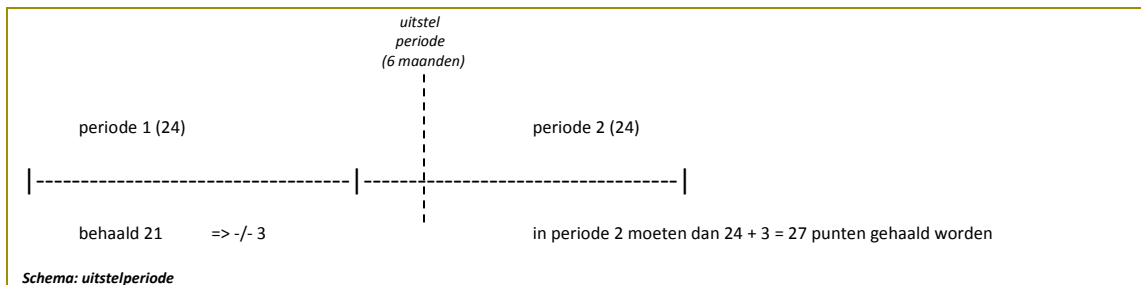 uitstel
periode
(6 maanden)
periode 1 (24)
periode 2 (24)
behaald 21 => -/- 3
in periode 2 moeten dan 24 + 3 = 27 punten gehaald worden
Schema: uitstelperiode